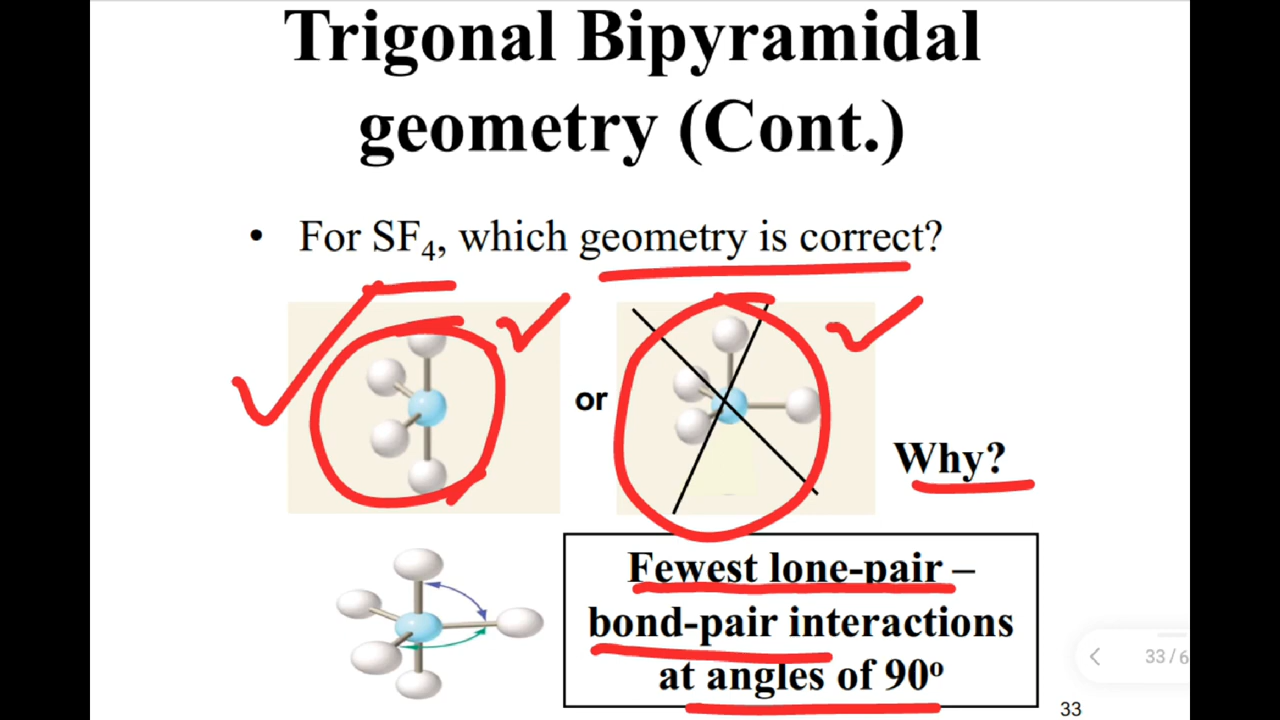 Trigonal Bipyramidal
geometry (Cont.)
• For SF₄, which geometry is correct?
or
Why?
Fewest lone-pair –
bond-pair interactions
at angles of 90º
33 / 6
33